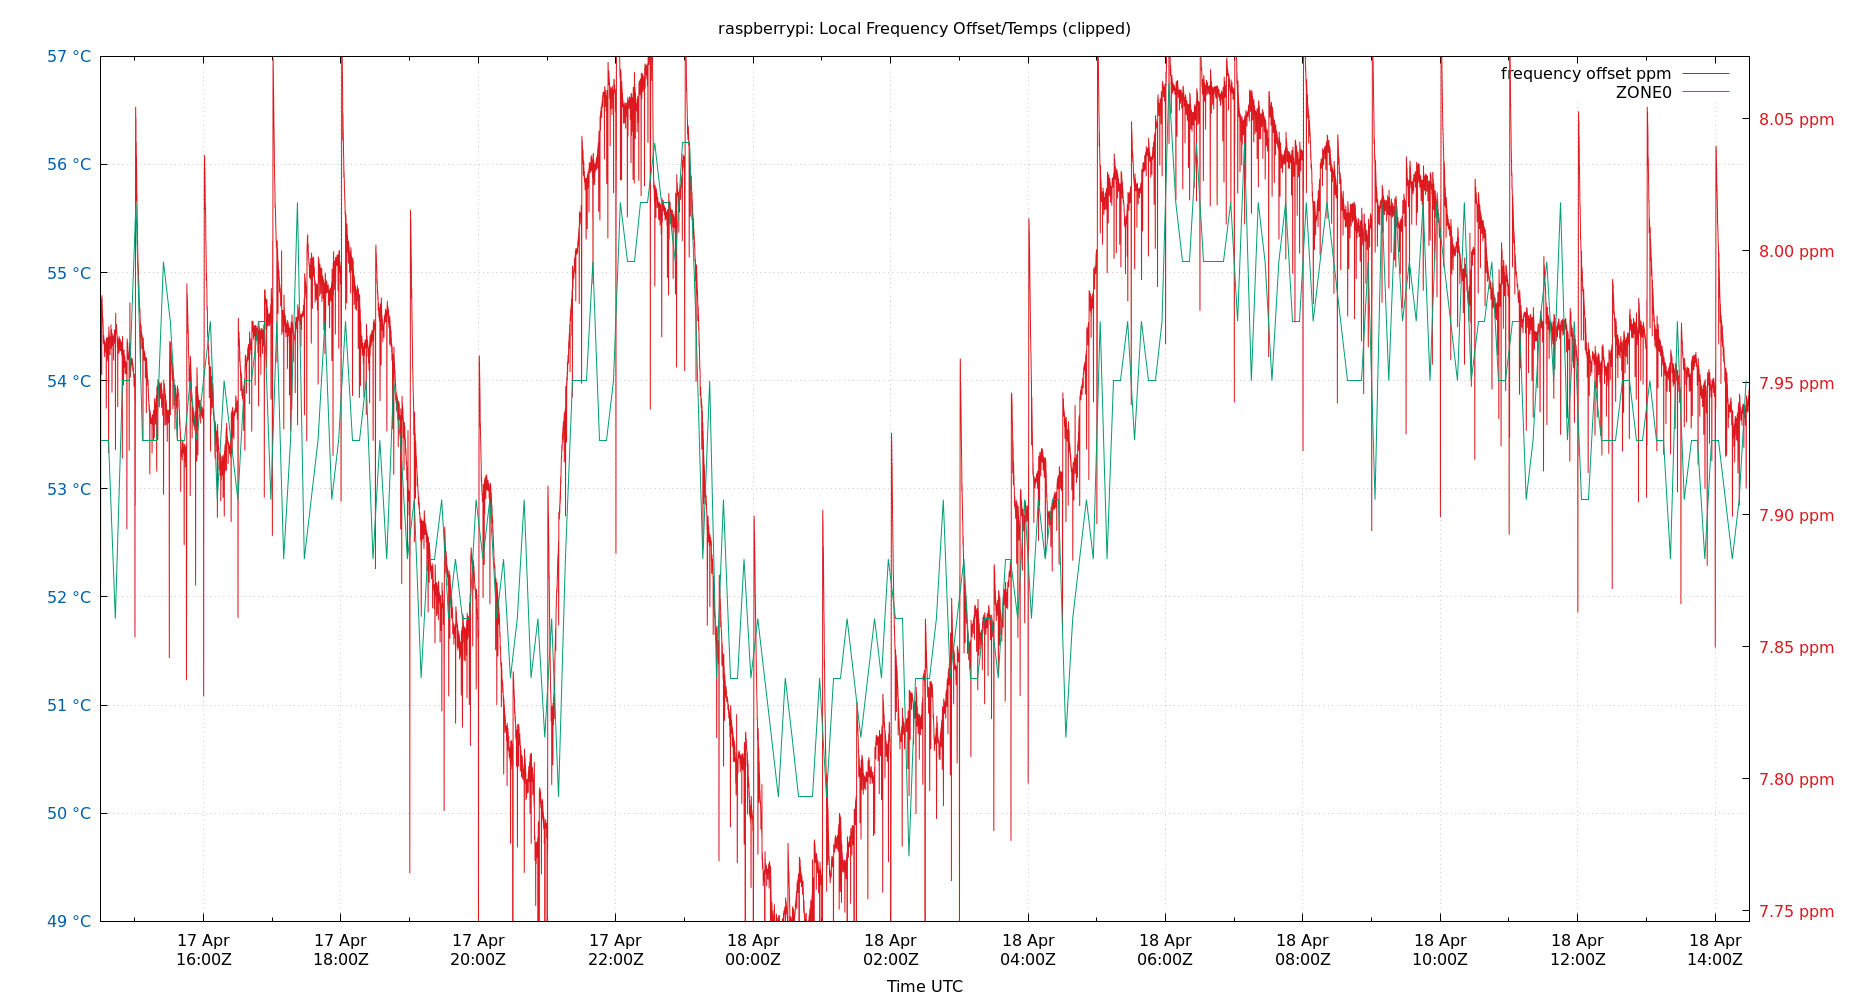 raspberrypi: Local Frequency Offset/Temps (clipped)
57 °C
56 °C
55 °C
54 °C
53 °C
52 °C
51 °C
50 °C
49 °C
frequency offset ppm
ZONE0
8.05 ppm
8.00 ppm
7.95 ppm
7.90 ppm
7.85 ppm
7.80 ppm
7.75 ppm
17 Apr 17 Apr 17 Apr 17 Apr 18 Apr 18 Apr 18 Apr 18 Apr 18 Apr 18 Apr 18 Apr 18 Apr
16:00Z 18:00Z 20:00Z 22:00Z 00:00Z 02:00Z 04:00Z 06:00Z 08:00Z 10:00Z 12:00Z 14:00Z
Time UTC